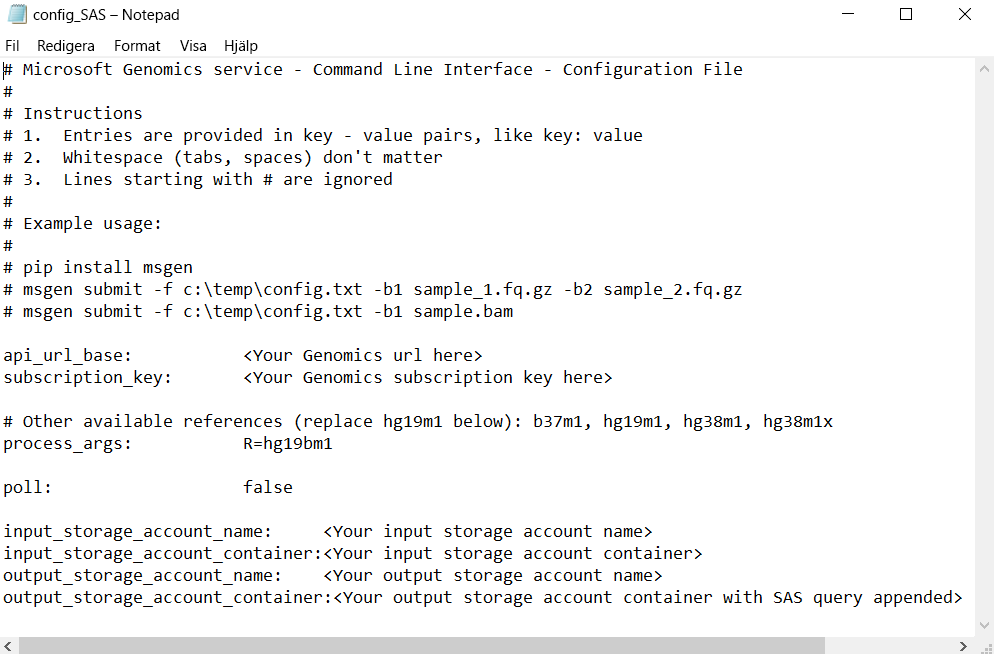 config_SAS – Notepad
Fil Redigera Format Visa Hjälp
# Microsoft Genomics service - Command Line Interface - Configuration File
#
# Instructions
# 1.  Entries are provided in key - value pairs, like key: value
# 2.  Whitespace (tabs, spaces) don't matter
# 3.  Lines starting with # are ignored
#
# Example usage:
#
# pip install msgen
# msgen submit -f c:\temp\config.txt -b1 sample_1.fq.gz -b2 sample_2.fq.gz
# msgen submit -f c:\temp\config.txt -b1 sample.bam
api_url_base:           <Your Genomics url here>
subscription_key:       <Your Genomics subscription key here>
# Other available references (replace hg19m1 below): b37m1, hg19m1, hg38m1, hg38m1x
process_args:           R=hg19bm1
poll:                   false
input_storage_account_name:     <Your input storage account name>
input_storage_account_container:<Your input storage account container>
output_storage_account_name:    <Your output storage account name>
output_storage_account_container:<Your output storage account container with SAS query appended>